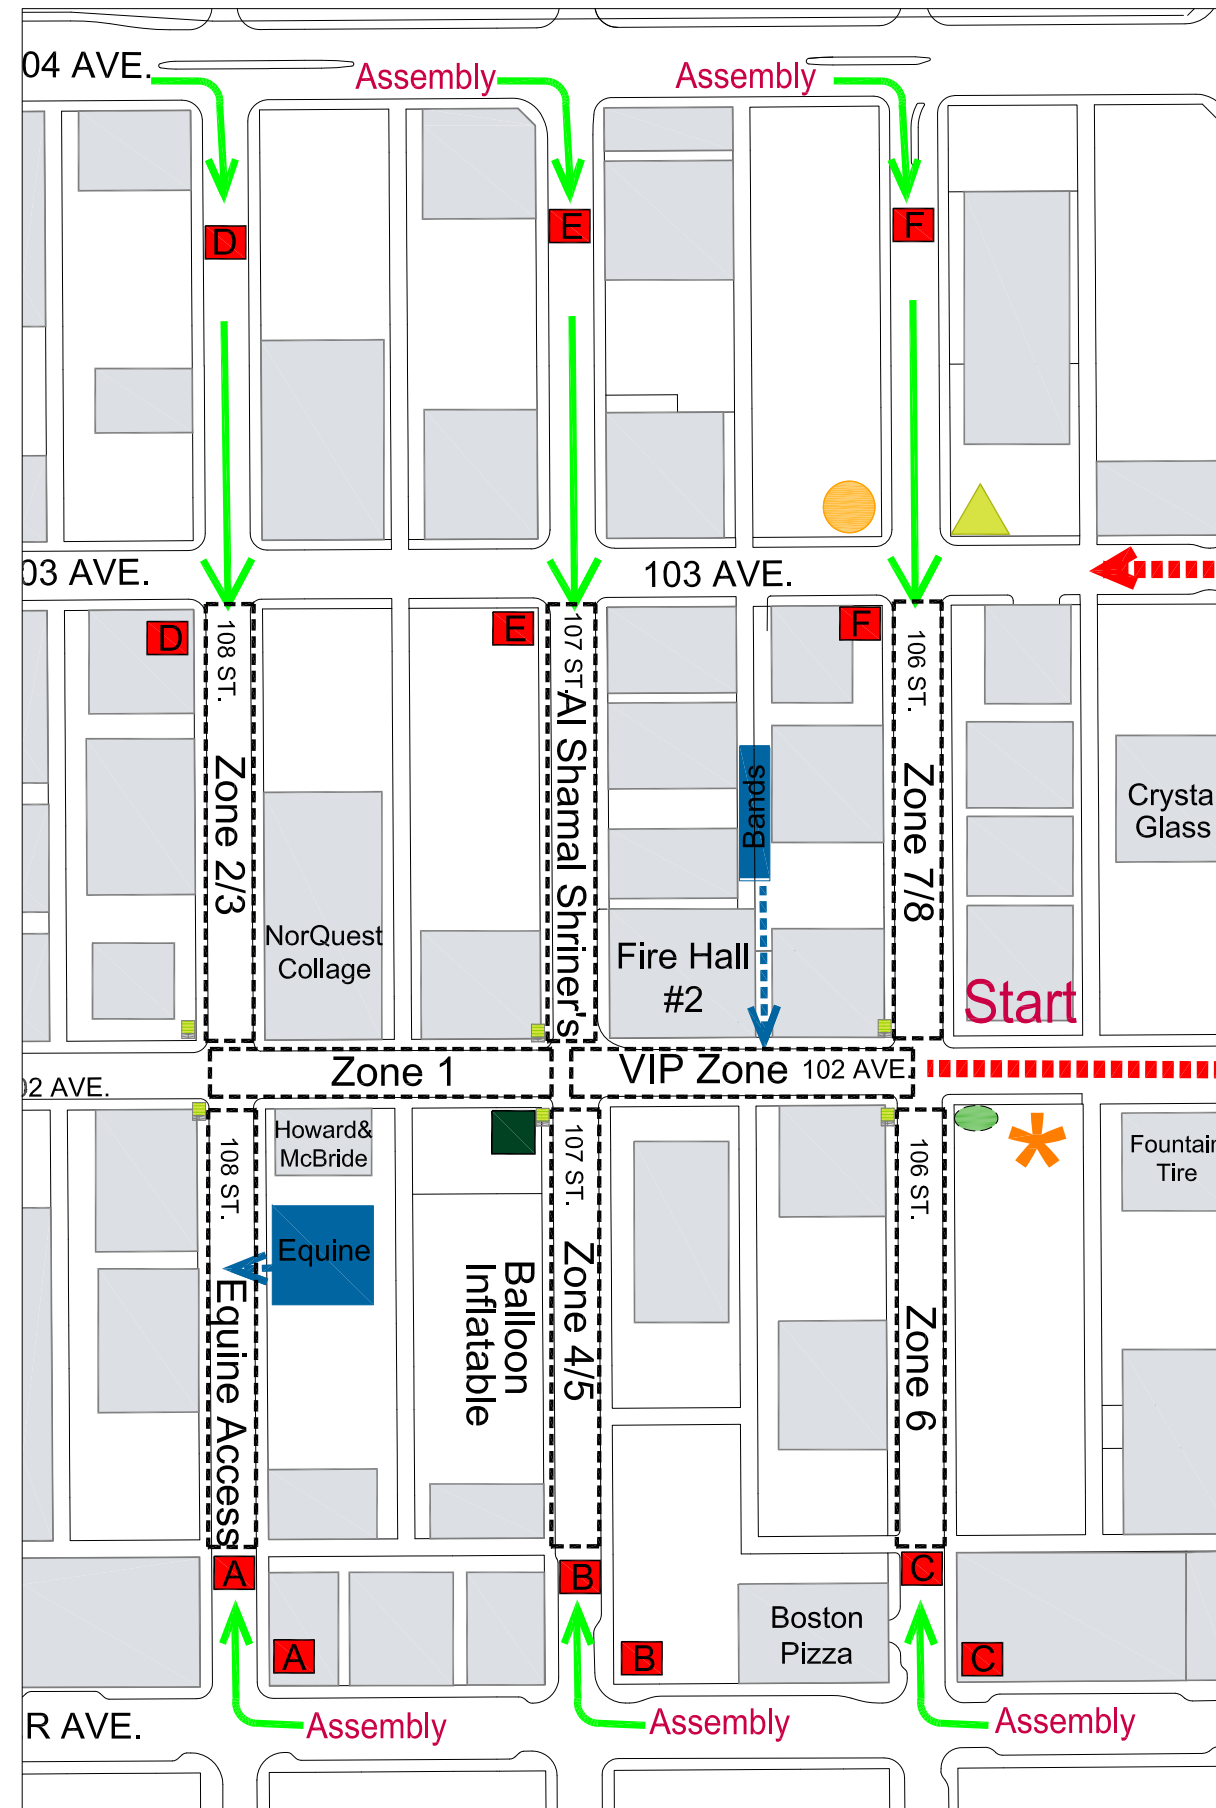 04 AVE.
Assembly
Assembly
D
E
F
03 AVE.
103 AVE.
D
E
F
108 ST.
107 ST.
106 ST.
Zone 2/3
Al Shamal Shriner's
Bands
Zone 7/8
Crysta
Glass
NorQuest
Collage
Fire Hall
#2
Start
Zone 1
VIP Zone
102 AVE.
02 AVE.
Howard&
McBride
108 ST.
107 ST.
106 ST.
Fountain
Tire
Equine
Equine Access
Balloon
Inflatable
Zone 4/5
Zone 6
A
B
C
Boston
Pizza
A
B
C
R AVE.
Assembly
Assembly
Assembly